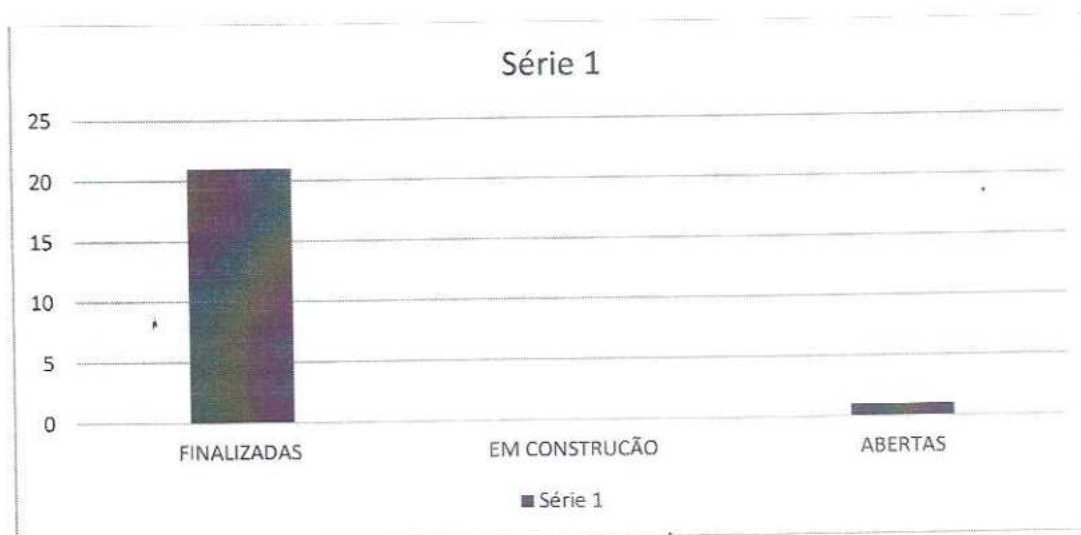 Série 1
25
20
15
10
5
0
FINALIZADAS
EM CONSTRUCÃO
ABERTAS
Série 1